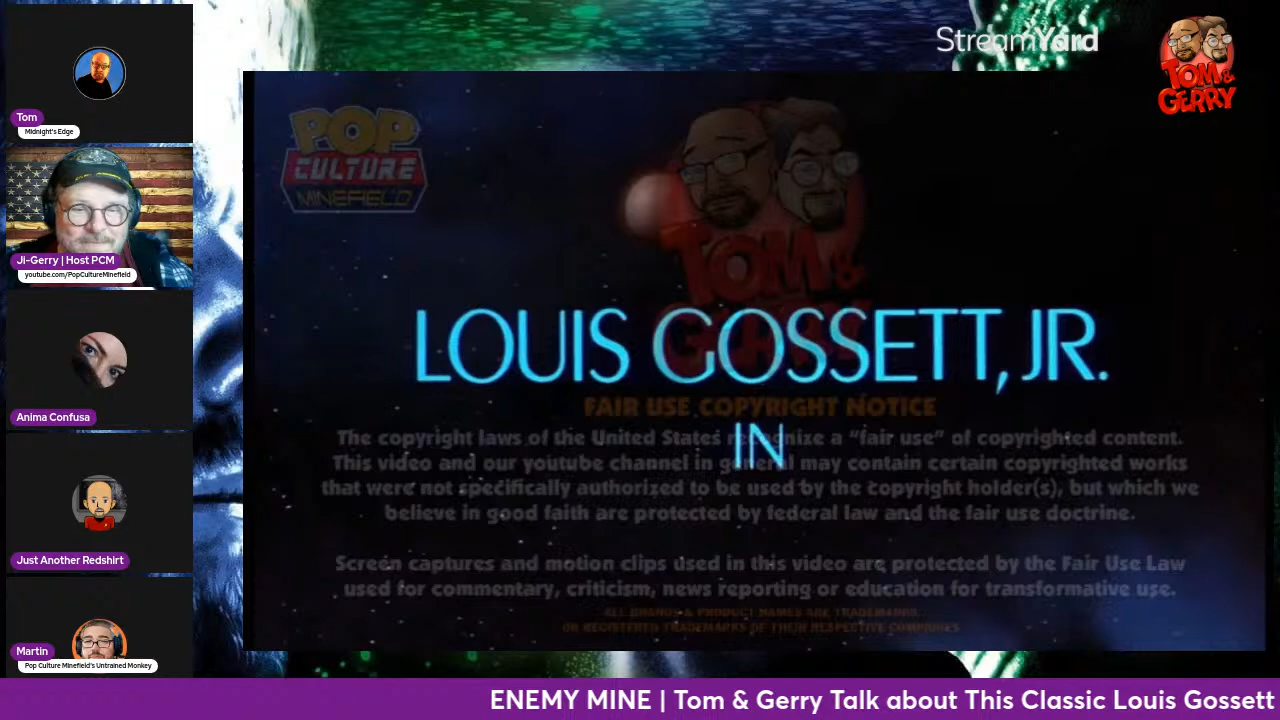 Tom
Midnight's Edge
Ji-Gerry | Host PCM
youtube.com/PopCultureMinefield
Anima Confusa
Just Another Redshirt
Martin
Pop Culture Minefield's Untrained Monkey
StreamYard
TOM &
GERRY
POP
CULTURE
MINEFIELD
TOM &
GERRY
LOUIS GOSSETT, JR.
IN
FAIR USE COPYRIGHT NOTICE
The copyright laws of the United States recognize a “fair use” of copyrighted content.
This video and our youtube channel in general may contain certain copyrighted works
that were not specifically authorized to be used by the copyright holder(s), but which we
believe in good faith are protected by federal law and the fair use doctrine.
Screen captures and motion clips used in this video are protected by the Fair Use Law
used for commentary, criticism, news reporting or education for transformative use.
ALL BRANDS & PRODUCT NAMES ARE TRADEMARKS
OR REGISTERED TRADEMARKS OF THEIR RESPECTIVE COMPANIES
ENEMY MINE | Tom & Gerry Talk about This Classic Louis Gossett